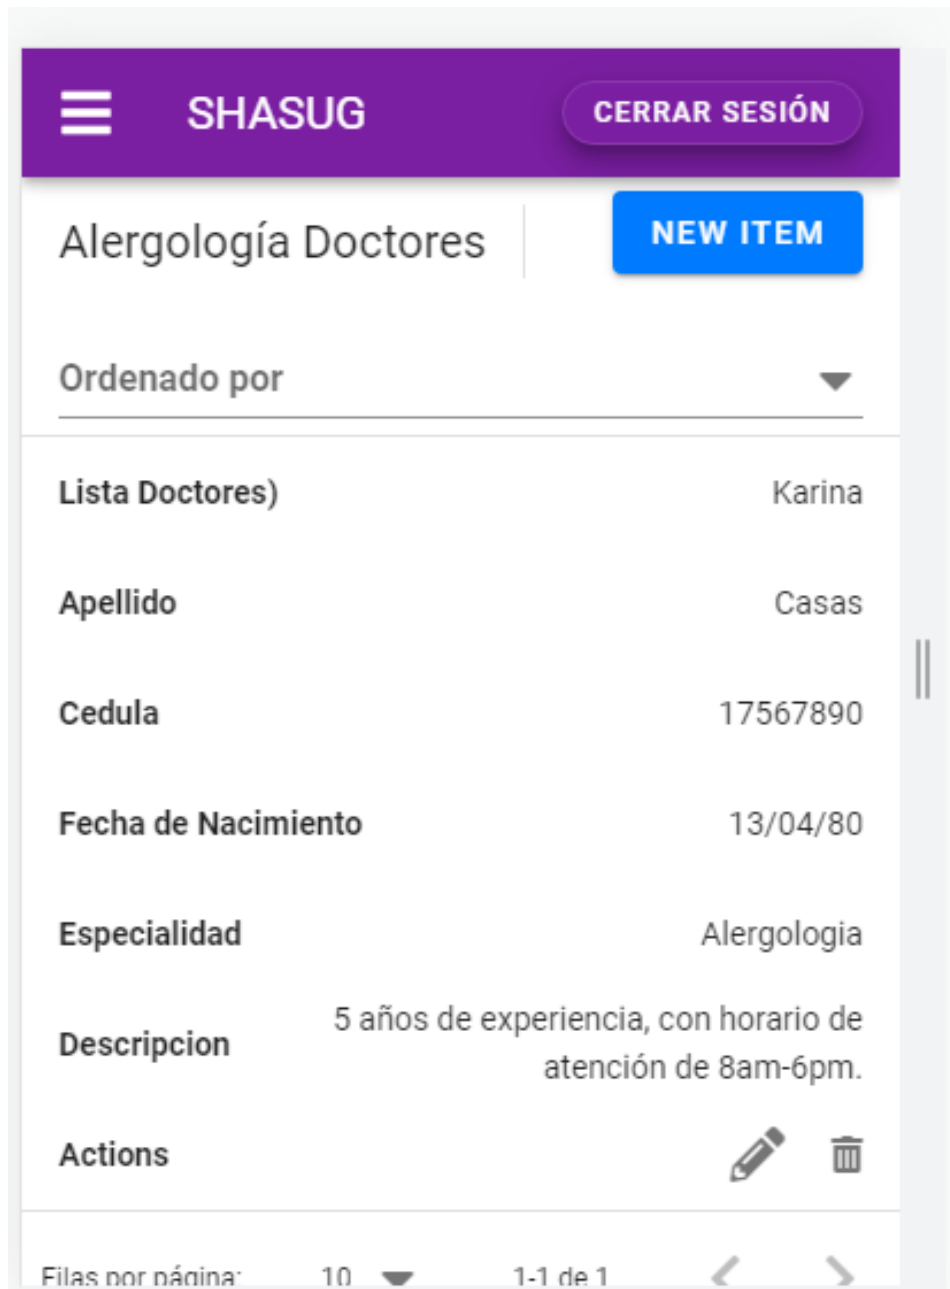 SHASUG CERRAR SESIÓN
Alergología Doctores NEW ITEM
Ordenado por
Lista Doctores) Karina
Apellido Casas
Cedula 17567890
Fecha de Nacimiento 13/04/80
Especialidad Alergologia
Descripcion 5 años de experiencia, con horario de
atención de 8am-6pm.
Actions
Filas por página: 10 1-1 de 1